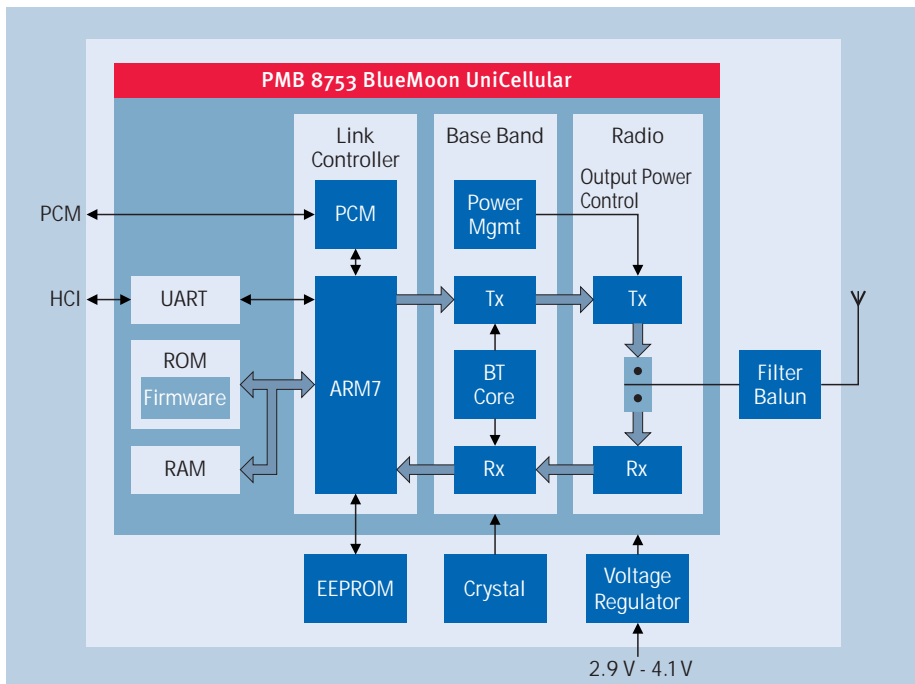 PMB 8753 BlueMoon UniCellular
Link
Controller
Base Band
Radio
Output Power
Control
PCM
PCM
Power
Mgmt
HCI
UART
Tx
Tx
ROM
Firmware
ARM7
BT
Core
Filter
Balun
RAM
Rx
Rx
EEPROM
Crystal
Voltage
Regulator
2.9 V - 4.1 V